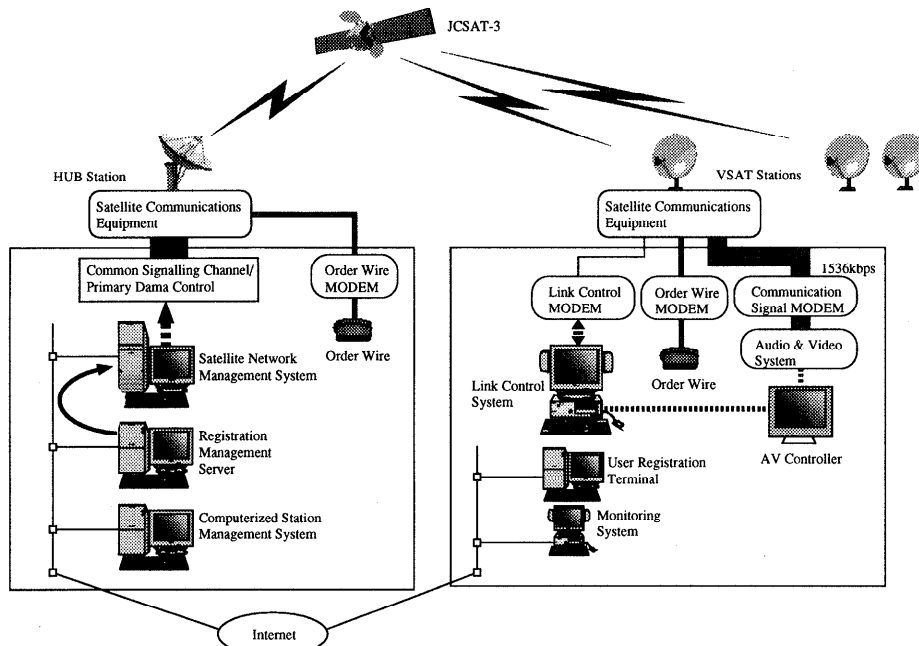 JCSAT-3
HUB Station
VSAT Stations
Satellite Communications
Equipment
Common Signalling Channel/
Primary Dama Control
Order Wire
MODEM
Order Wire
Satellite Network
Management System
Registration
Management
Server
Computerized Station
Management System
Satellite Communications
Equipment
1536kbps
Link Control
MODEM
Order Wire
MODEM
Communication
Signal MODEM
Audio & Video
System
Link Control
System
Order Wire
AV Controller
User Registration
Terminal
Monitoring
System
Internet